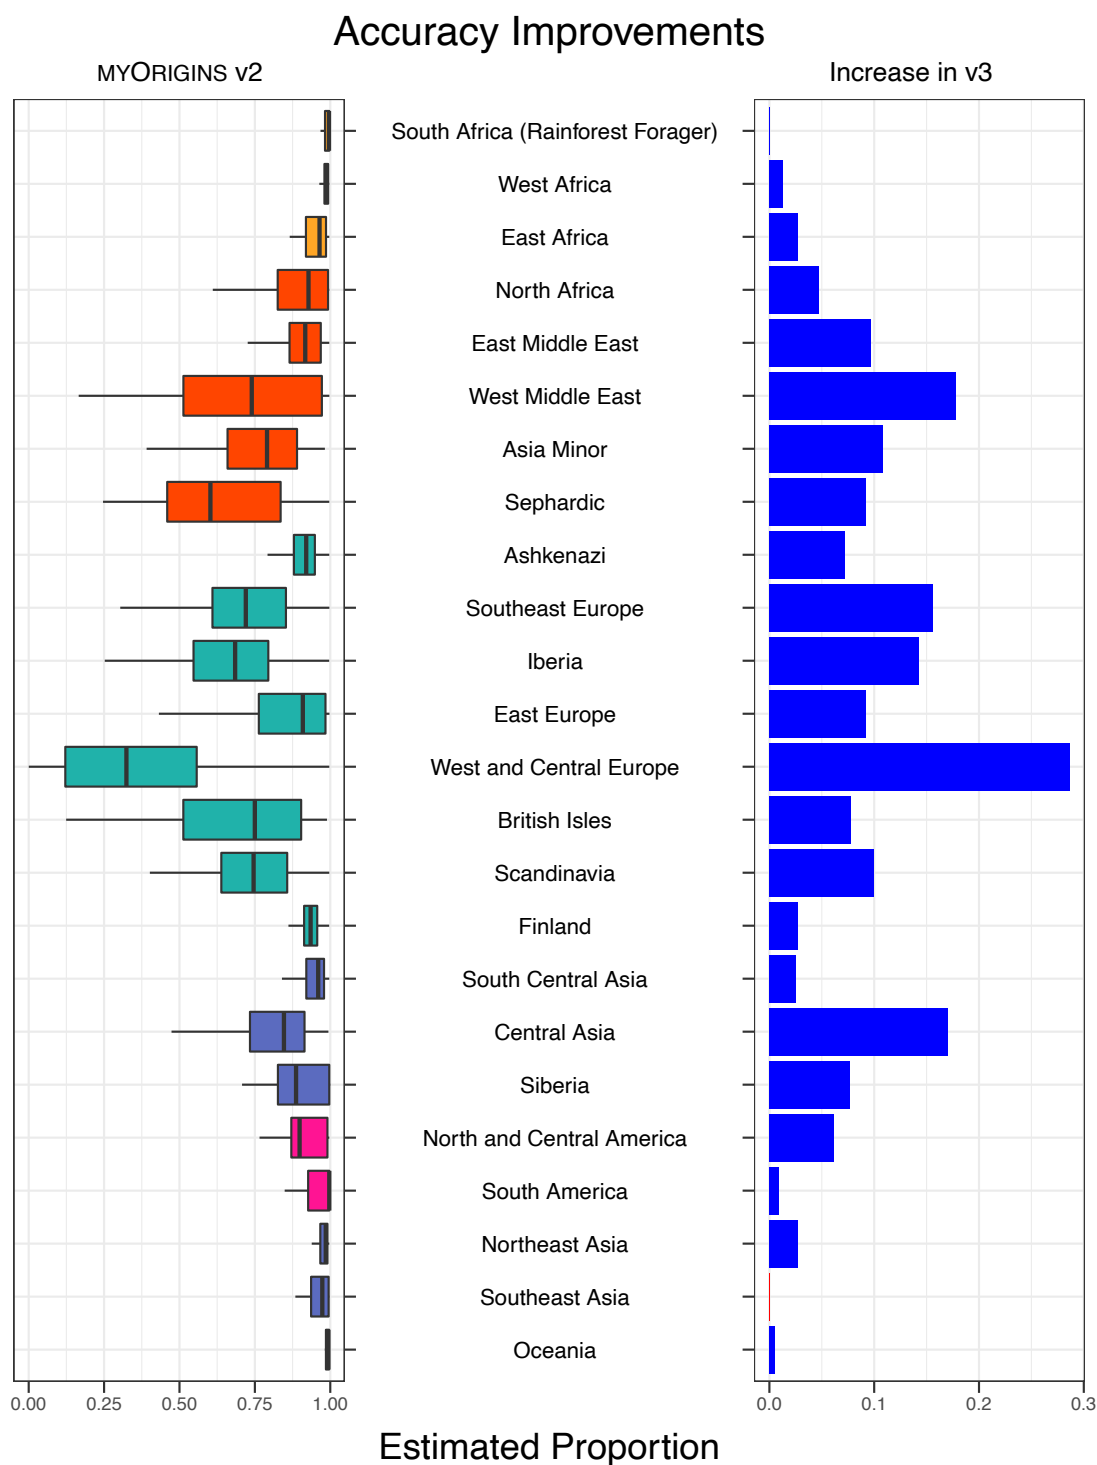 Accuracy Improvements
MYORIGINS v2
Increase in v3
South Africa (Rainforest Forager)
West Africa
East Africa
North Africa
East Middle East
West Middle East
Asia Minor
Sephardic
Ashkenazi
Southeast Europe
Iberia
East Europe
West and Central Europe
British Isles
Scandinavia
Finland
South Central Asia
Central Asia
Siberia
North and Central America
South America
Northeast Asia
Southeast Asia
Oceania
0.00 0.25 0.50 0.75 1.00
0.0 0.1 0.2 0.3
Estimated Proportion